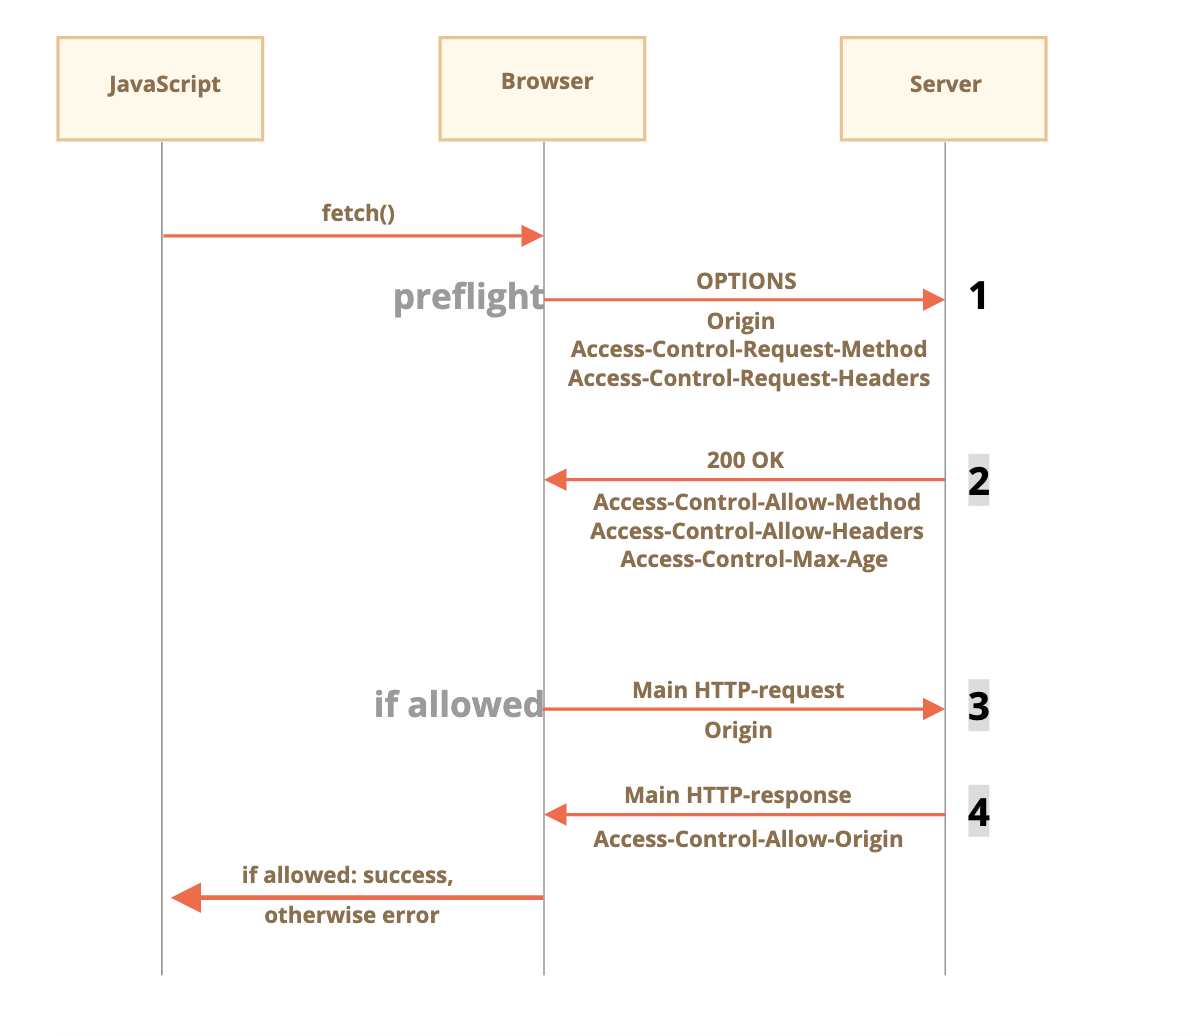 JavaScript
Browser
Server
fetch()
preflight
OPTIONS
1
Origin
Access-Control-Request-Method
Access-Control-Request-Headers
200 OK
2
Access-Control-Allow-Method
Access-Control-Allow-Headers
Access-Control-Max-Age
if allowed
Main HTTP-request
3
Origin
Main HTTP-response
4
Access-Control-Allow-Origin
if allowed: success,
otherwise error